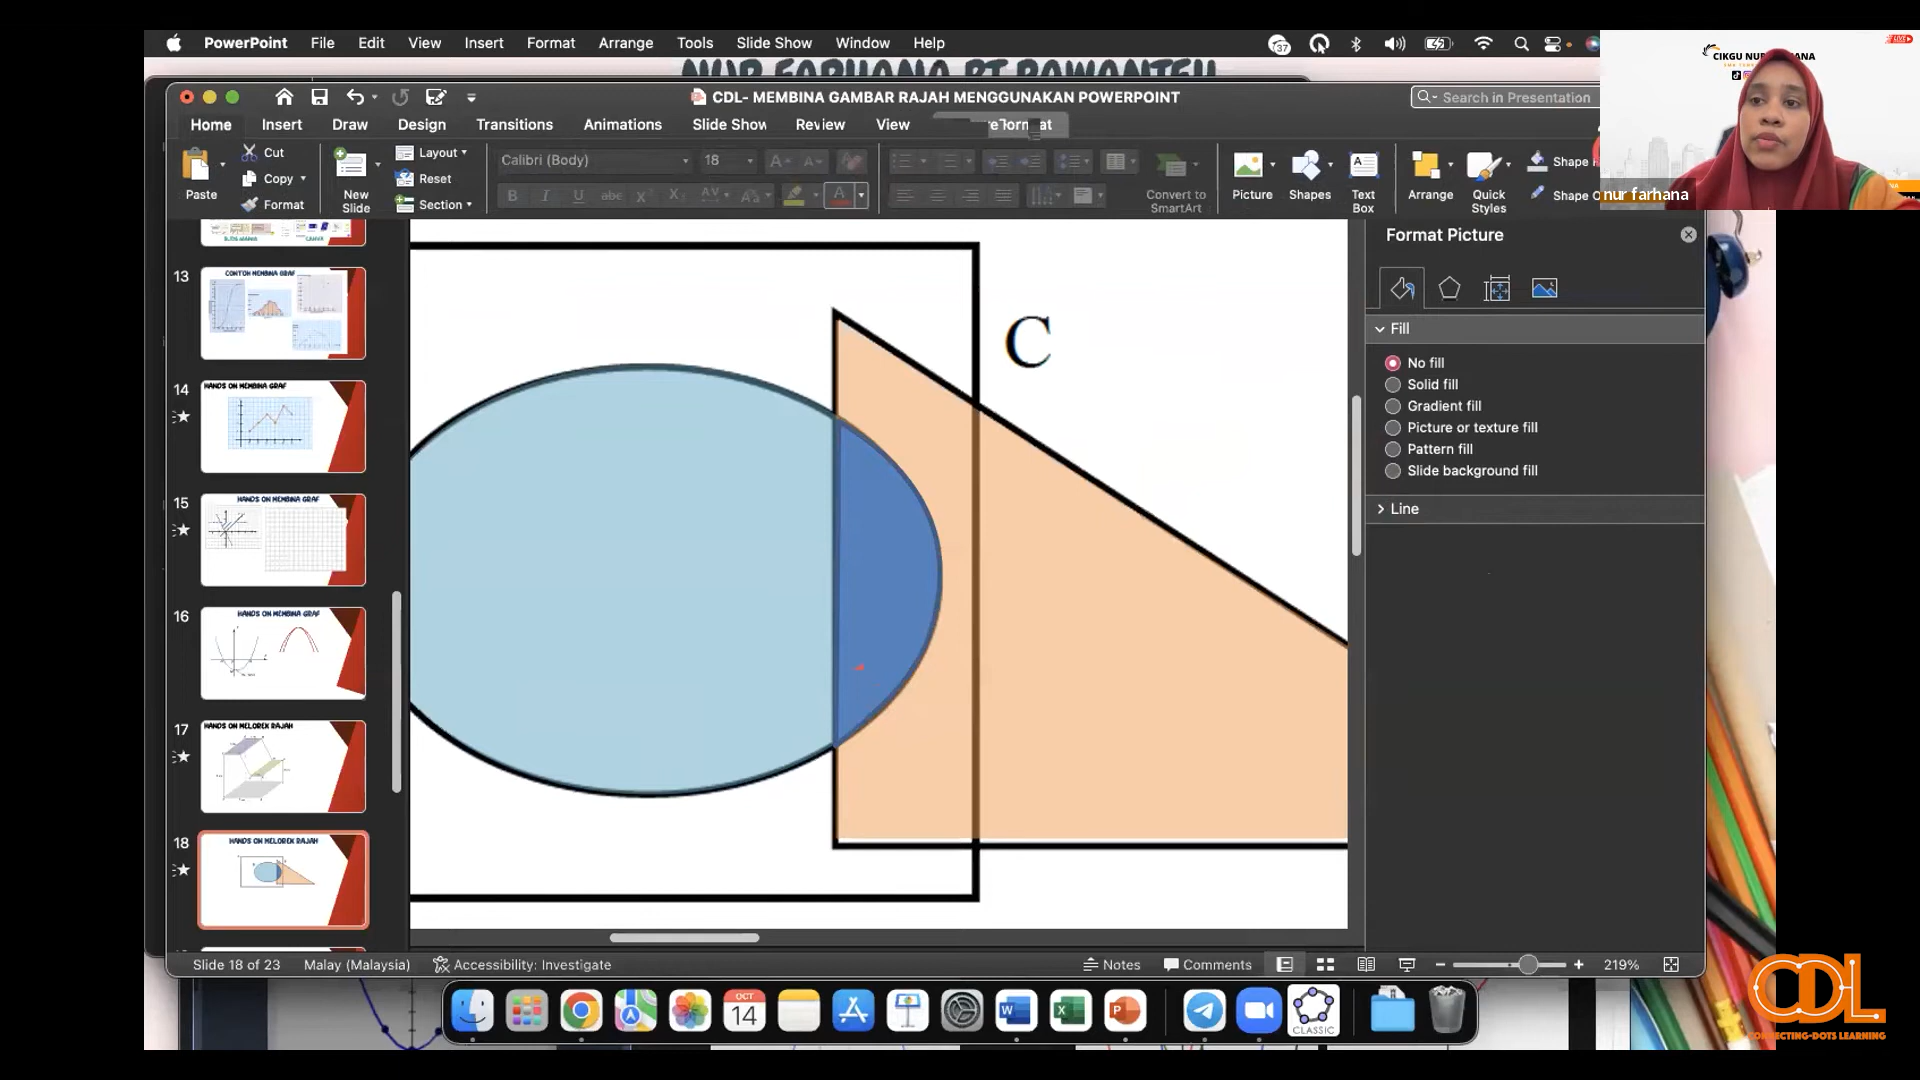 PowerPoint File Edit View Insert Format Arrange Tools Slide Show Window Help
37
CIKGU NUR FARHANA
LIVE
nur farhana
CDL- MEMBINA GAMBAR RAJAH MENGGUNAKAN POWERPOINT
Search in Presentation
Home Insert Draw Design Transitions Animations Slide Show Review View
Paste
Cut
Copy
Format
New Slide
Layout
Reset
Section
Calibri (Body) 18
Convert to SmartArt
Picture
Shapes
Text Box
Arrange
Quick Styles
Shape
Shape
13
CONTOH MEMBINA GRAF
14
HANDS ON MEMBINA GRAF
15
HANDS ON MEMBINA GRAF
16
HANDS ON MEMBINA GRAF
17
HANDS ON MELOREK RAJAH
18
HANDS ON MELOREK RAJAH
C
Format Picture
Fill
No fill
Solid fill
Gradient fill
Picture or texture fill
Pattern fill
Slide background fill
Line
Slide 18 of 23 Malay (Malaysia) Accessibility: Investigate Notes Comments 219%
OCT
14
CLASSIC
CDL
CONNECTING-DOTS LEARNING